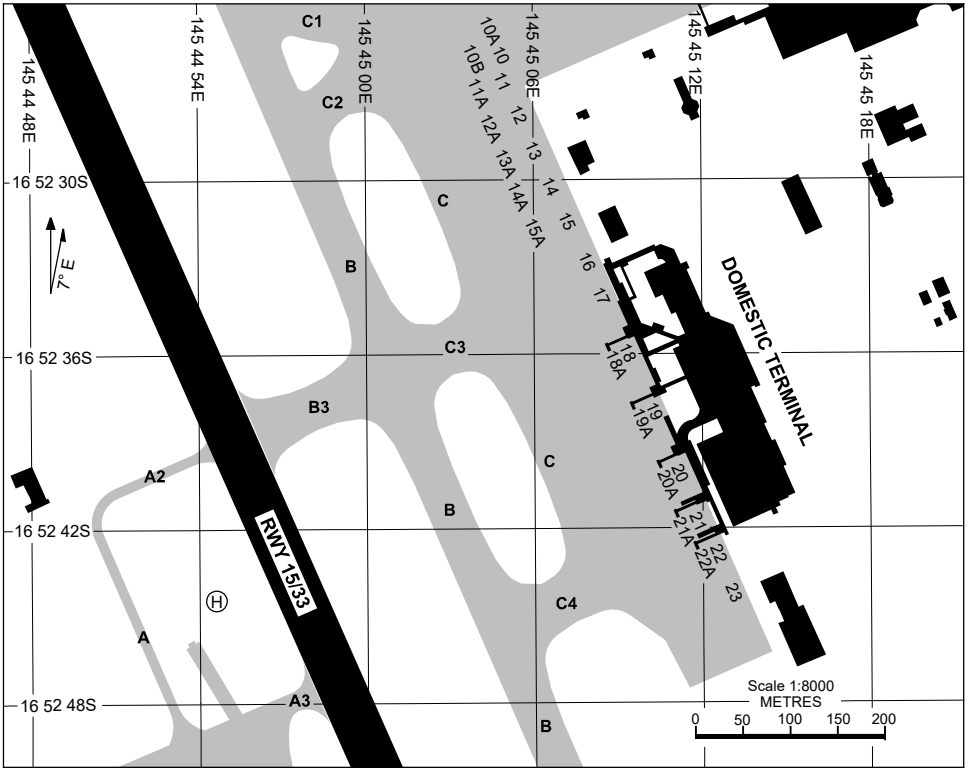 145 44 48E
145 44 54E
145 45 00E
145 45 06E
145 45 12E
145 45 18E
C1
C2
10A 10
10B
11
11A
12
12A
13
13A
14
14A
15
15A
16
17
16 52 30S
C
B
7° E
DOMESTIC TERMINAL
16 52 36S
C3
18
18A
B3
19
19A
A2
C
20
20A
B
21
21A
22
22A
16 52 42S
RWY 15/33
23
H
C4
A
16 52 48S
A3
B
Scale 1:8000
METRES
0 50 100 150 200